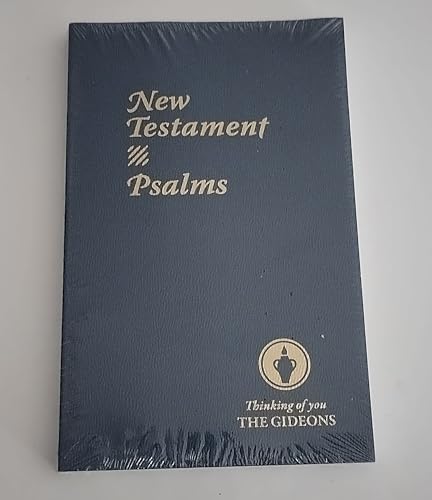 New
Testament
Psalms
Thinking of you
THE GIDEONS